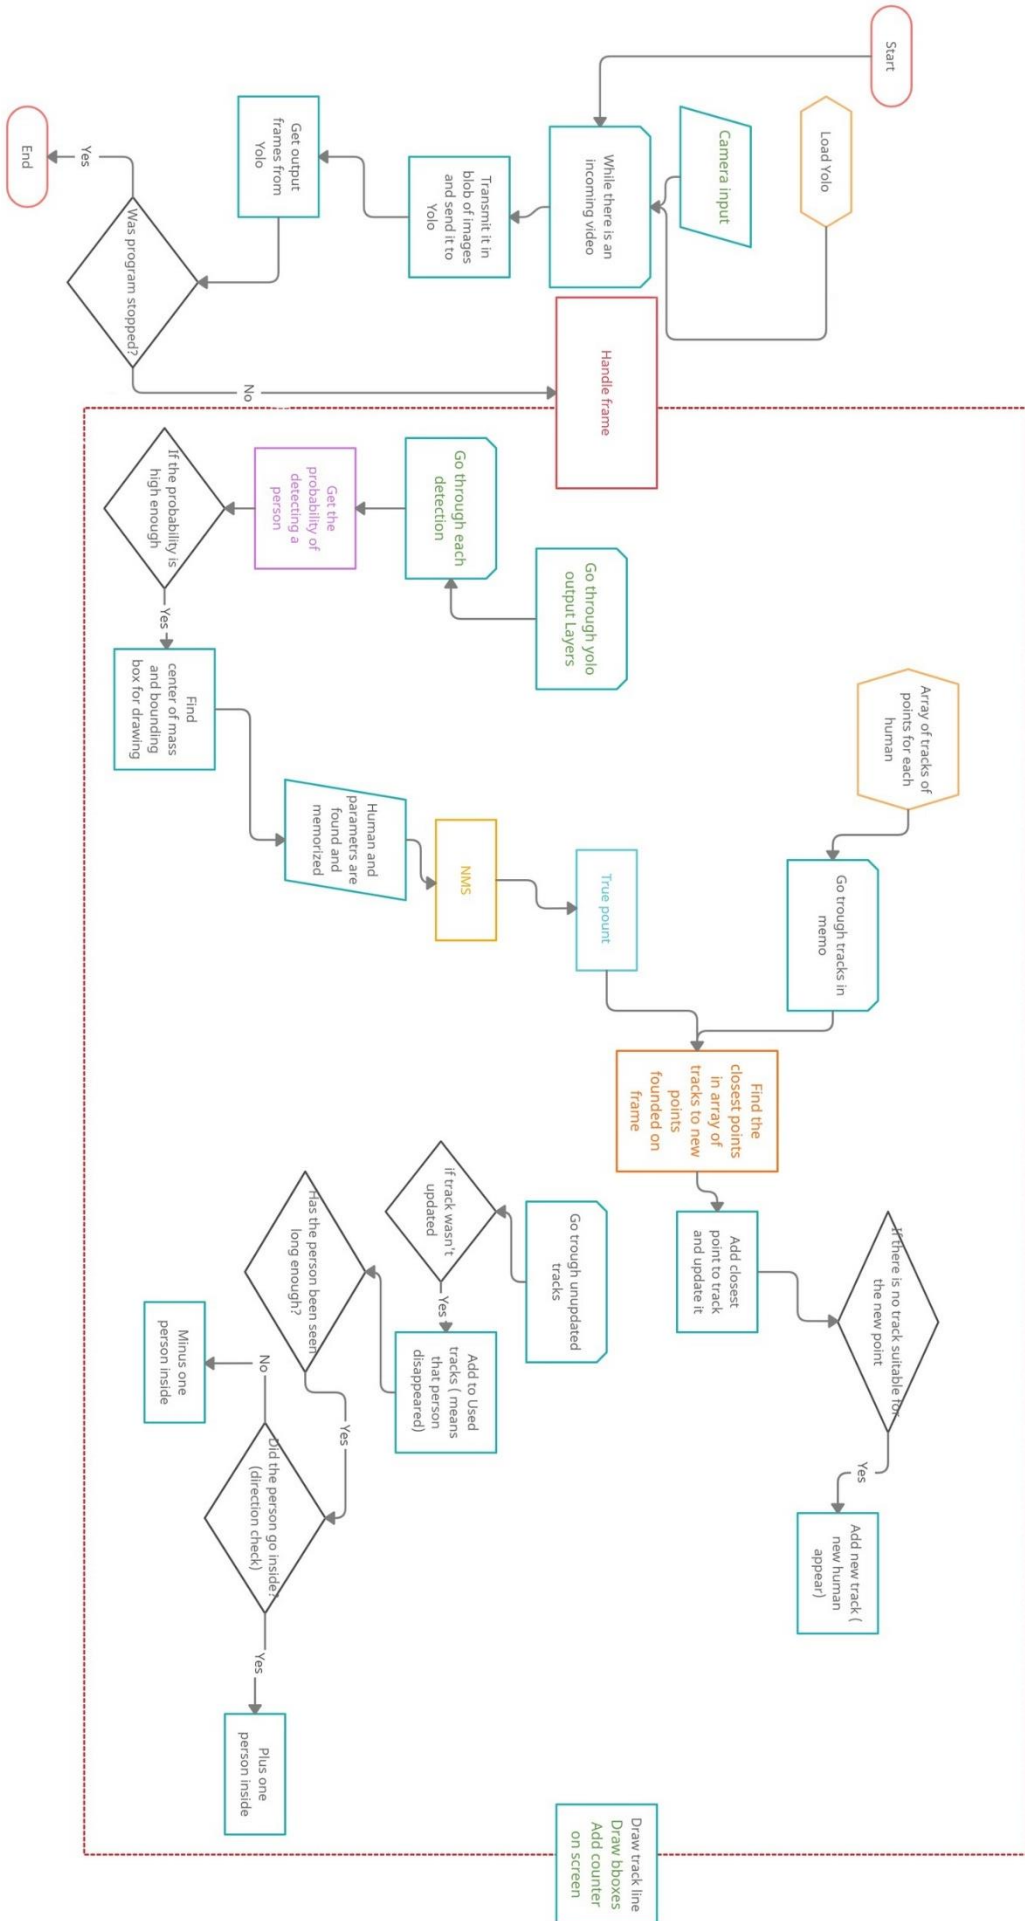 Start
Load Yolo
Camera input
While there is an
incoming video
Transmit it in
blob of images
and send it to
Yolo
Get output
frames from
Yolo
Was program stopped?
Yes
End
No
Handle frame
Go through yolo
output Layers
Go through each
detection
Get the
probability of
detecting a
person
If the probability is
high enough
Yes
Find
center of mass
and bounding
box for drawing
Human and
parametrs are
found and
memorized
NMS
True pount
Array of tracks of
points for each
human
Go trough tracks in
memo
Find the
closest points
in array of
tracks to new
points
founded on
frame
Add closest
point to track
and update it
If there is no track suitable for
the new point
Yes
Add new track (
new human
appear)
Go trough unupdated
tracks
if track wasn't
updated
Yes
Add to Used
tracks ( means
that person
disappeared)
Has the person been seen
long enough?
Yes
Did the person go inside?
(direction check)
No
Minus one
person inside
Yes
Plus one
person inside
Draw track line
Draw bboxes
Add counter
on screen